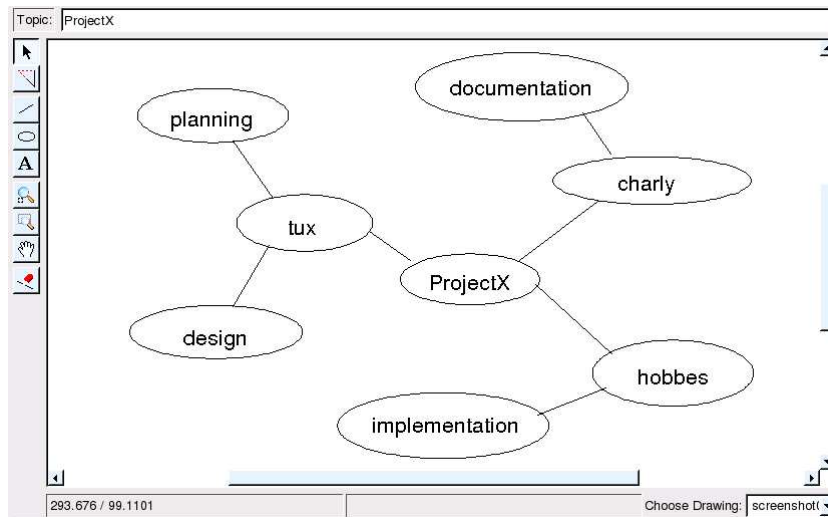 Topic: ProjectX
A
documentation
planning
charly
tux
ProjectX
design
hobbes
implementation
293.676 / 99.1101
Choose Drawing: screenshot(